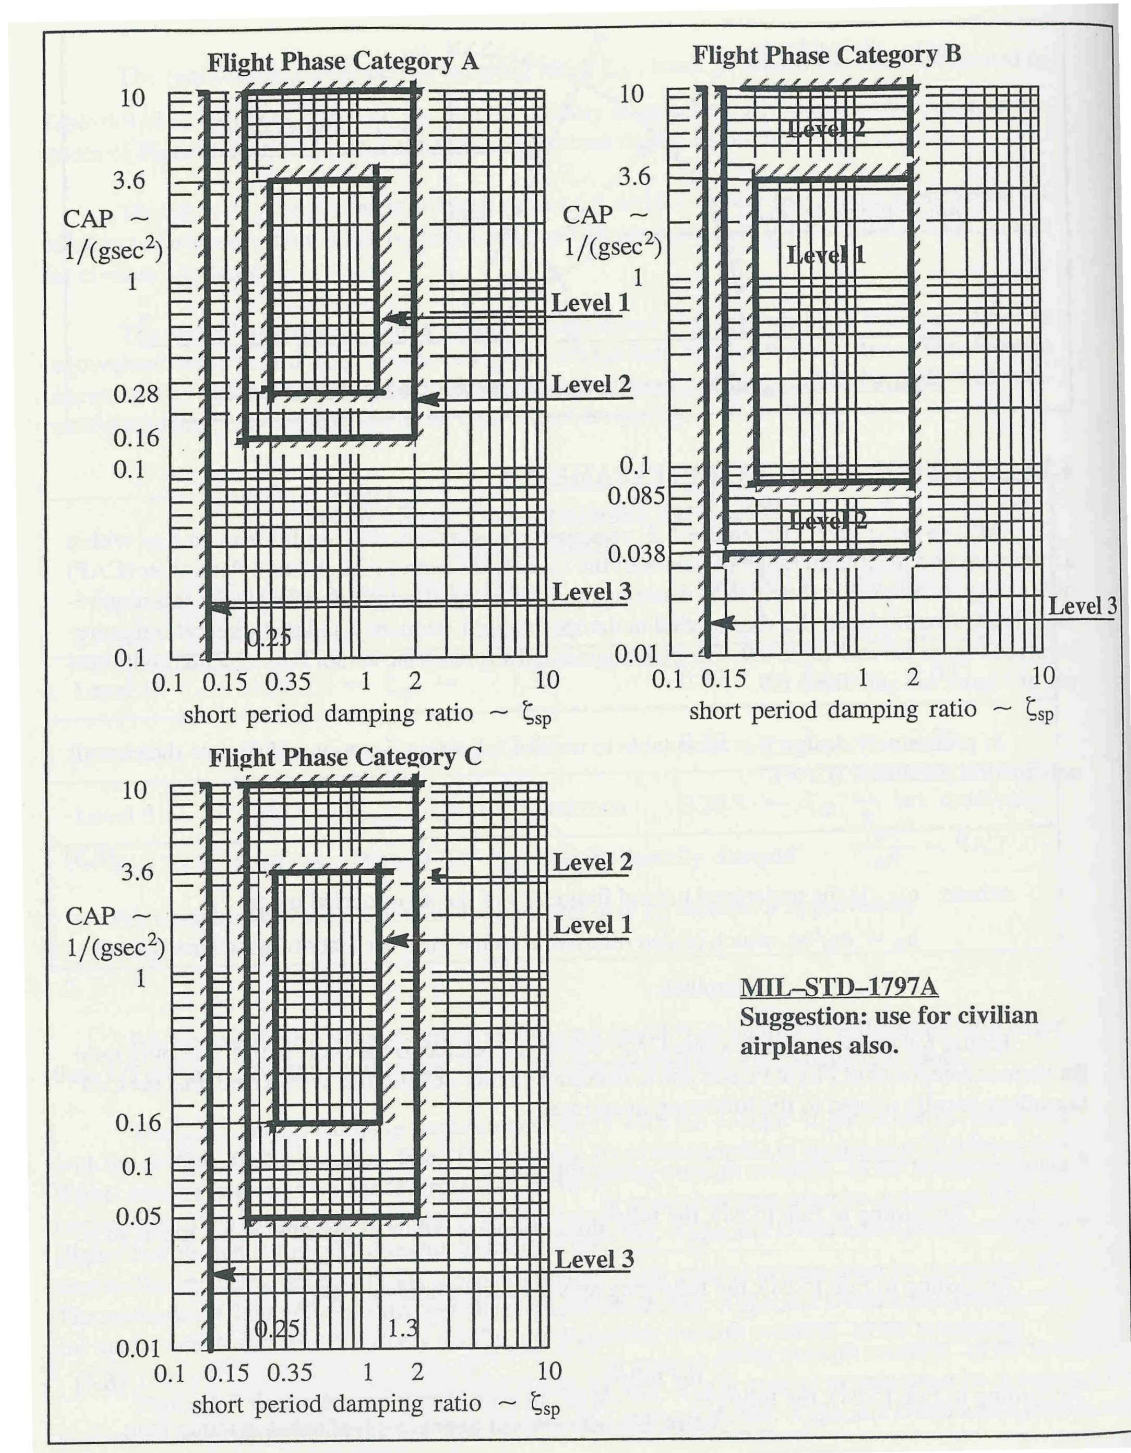 Flight Phase Category A
10
3.6
CAP ~
1/(gsec²)
1
0.28
0.16
0.1
0.1
Level 1
Level 2
Level 3
0.25
0.1 0.15 0.35 1 2 10
short period damping ratio ~ ζsp
Flight Phase Category B
10
3.6
CAP ~
1/(gsec²)
1
0.1
0.085
0.038
0.01
Level 2
Level 1
Level 2
Level 3
0.1 0.15 1 2 10
short period damping ratio ~ ζsp
Flight Phase Category C
10
3.6
CAP ~
1/(gsec²)
1
0.16
0.1
0.05
0.01
Level 2
Level 1
Level 3
0.25 1.3
0.1 0.15 0.35 1 2 10
short period damping ratio ~ ζsp
MIL–STD–1797A
Suggestion: use for civilian
airplanes also.